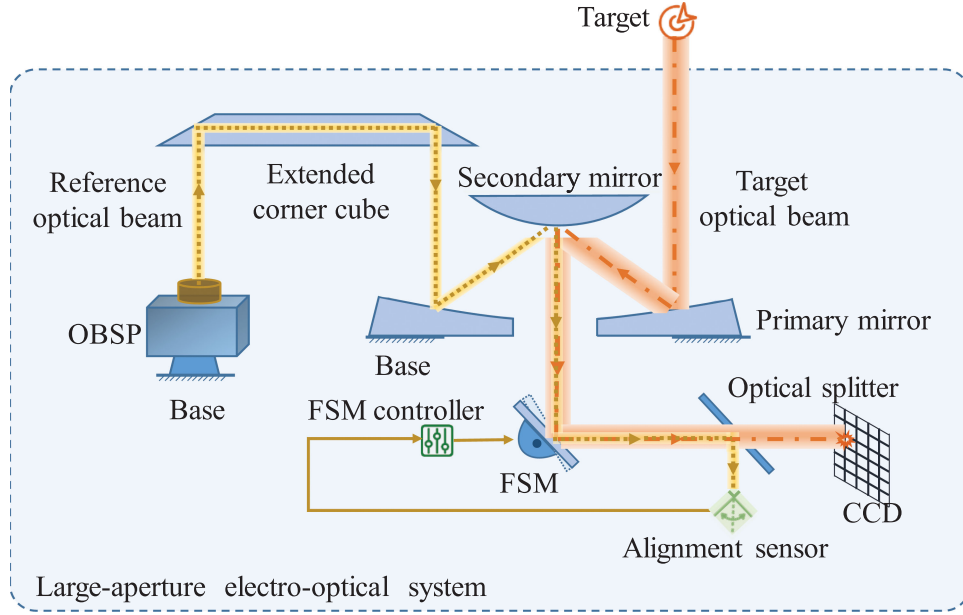 Target
Reference
optical beam
Extended
corner cube
Secondary mirror
Target
optical beam
OBSP
Base
Base
Primary mirror
Optical splitter
FSM controller
FSM
CCD
Alignment sensor
Large-aperture electro-optical system